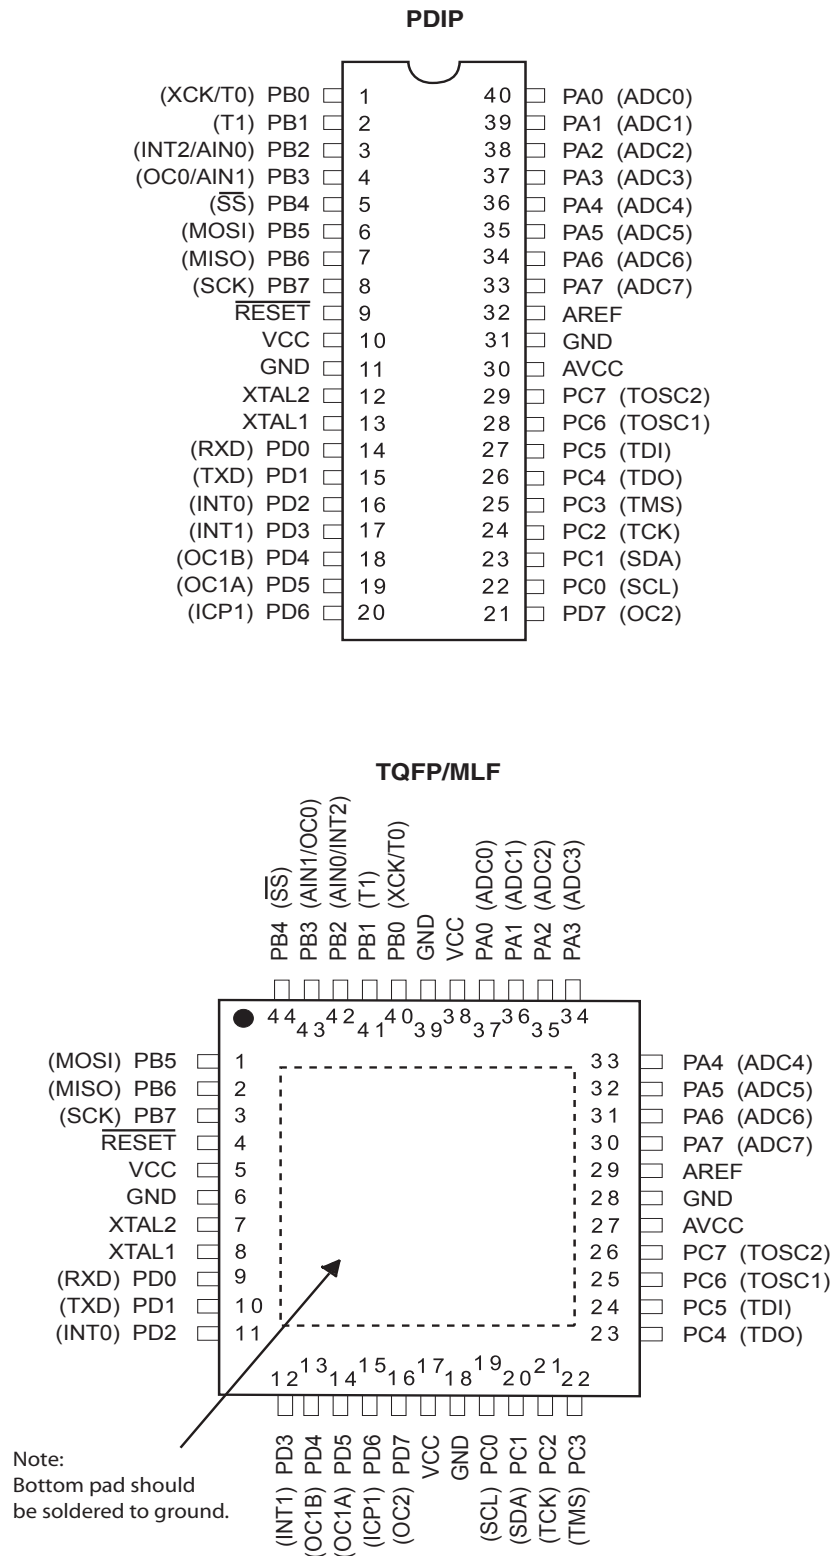 PDIP
(XCK/T0) PB0 1 40 PA0 (ADC0)
(T1) PB1 2 39 PA1 (ADC1)
(INT2/AIN0) PB2 3 38 PA2 (ADC2)
(OC0/AIN1) PB3 4 37 PA3 (ADC3)
(S̅S̅) PB4 5 36 PA4 (ADC4)
(MOSI) PB5 6 35 PA5 (ADC5)
(MISO) PB6 7 34 PA6 (ADC6)
(SCK) PB7 8 33 PA7 (ADC7)
R̅E̅S̅E̅T̅ 9 32 AREF
VCC 10 31 GND
GND 11 30 AVCC
XTAL2 12 29 PC7 (TOSC2)
XTAL1 13 28 PC6 (TOSC1)
(RXD) PD0 14 27 PC5 (TDI)
(TXD) PD1 15 26 PC4 (TDO)
(INT0) PD2 16 25 PC3 (TMS)
(INT1) PD3 17 24 PC2 (TCK)
(OC1B) PD4 18 23 PC1 (SDA)
(OC1A) PD5 19 22 PC0 (SCL)
(ICP1) PD6 20 21 PD7 (OC2)
TQFP/MLF
PB4 (S̅S̅)
PB3 (AIN1/OC0)
PB2 (AIN0/INT2)
PB1 (T1)
PB0 (XCK/T0)
GND
VCC
PA0 (ADC0)
PA1 (ADC1)
PA2 (ADC2)
PA3 (ADC3)
44 43 42 41 40 39 38 37 36 35 34
(MOSI) PB5 1 33 PA4 (ADC4)
(MISO) PB6 2 32 PA5 (ADC5)
(SCK) PB7 3 31 PA6 (ADC6)
R̅E̅S̅E̅T̅ 4 30 PA7 (ADC7)
VCC 5 29 AREF
GND 6 28 GND
XTAL2 7 27 AVCC
XTAL1 8 26 PC7 (TOSC2)
(RXD) PD0 9 25 PC6 (TOSC1)
(TXD) PD1 10 24 PC5 (TDI)
(INT0) PD2 11 23 PC4 (TDO)
12 13 14 15 16 17 18 19 20 21 22
(INT1) PD3
(OC1B) PD4
(OC1A) PD5
(ICP1) PD6
(OC2) PD7
VCC
GND
(SCL) PC0
(SDA) PC1
(TCK) PC2
(TMS) PC3
Note:
Bottom pad should
be soldered to ground.